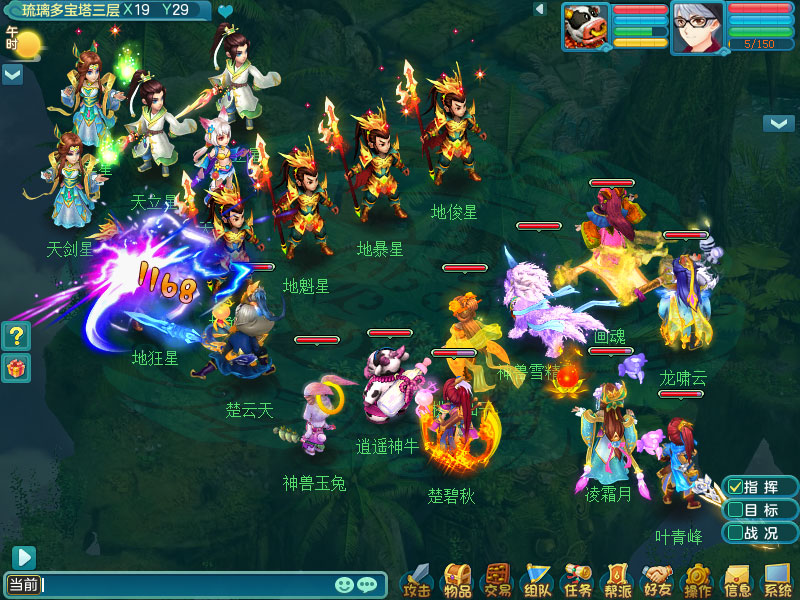 琉璃多宝塔三层 X19 Y29
午时
5/150
星
天立星
天剑星
地俊星
地暴星
地魁星
1168
地狂星
画魂
神兽雪精
龙啸云
楚云天
逍遥神牛
神兽玉兔
楚碧秋
凌霜月
叶青峰
指挥
目标
战况
?
当前
攻击 物品 交易 组队 任务 帮派 好友 操作 信息 系统